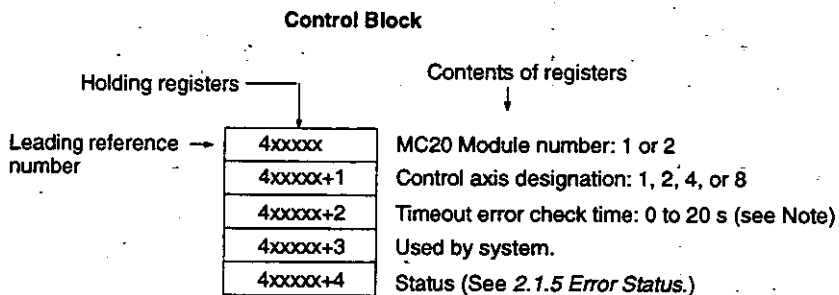 Control Block
Holding registers
Contents of registers
Leading reference
number
4xxxxx
MC20 Module number: 1 or 2
4xxxxx+1
Control axis designation: 1, 2, 4, or 8
4xxxxx+2
Timeout error check time: 0 to 20 s (see Note)
4xxxxx+3
Used by system.
4xxxxx+4
Status (See 2.1.5 Error Status.)